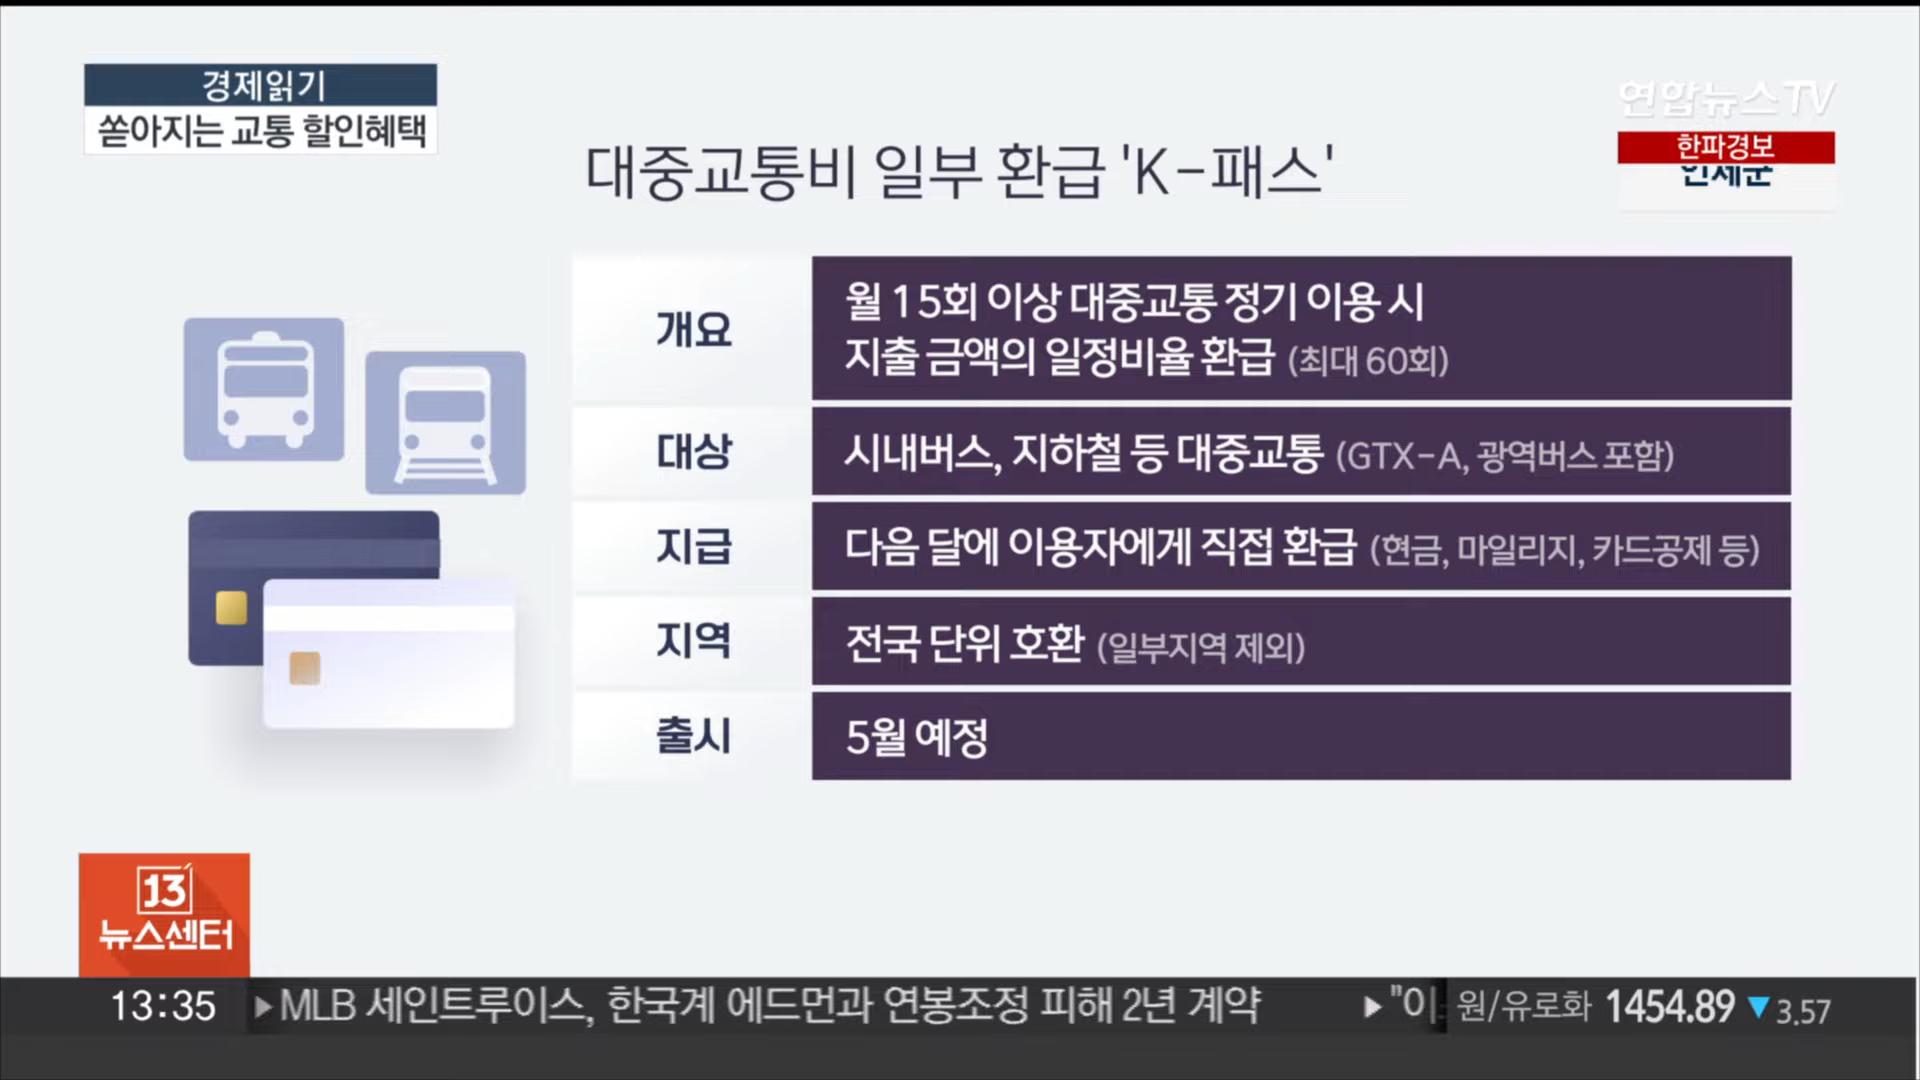 경제읽기
쏟아지는 교통 할인혜택
연합뉴스TV
한파경보
인제군
대중교통비 일부 환급 'K-패스'
개요
월 15회 이상 대중교통 정기 이용 시
지출 금액의 일정비율 환급 (최대 60회)
대상
시내버스, 지하철 등 대중교통 (GTX-A, 광역버스 포함)
지급
다음 달에 이용자에게 직접 환급 (현금, 마일리지, 카드공제 등)
지역
전국 단위 호환 (일부지역 제외)
출시
5월 예정
13
뉴스센터
13:35 ▶MLB 세인트루이스, 한국계 에드먼과 연봉조정 피해 2년 계약 ▶"이 원/유로화 1454.89 ▼3.57